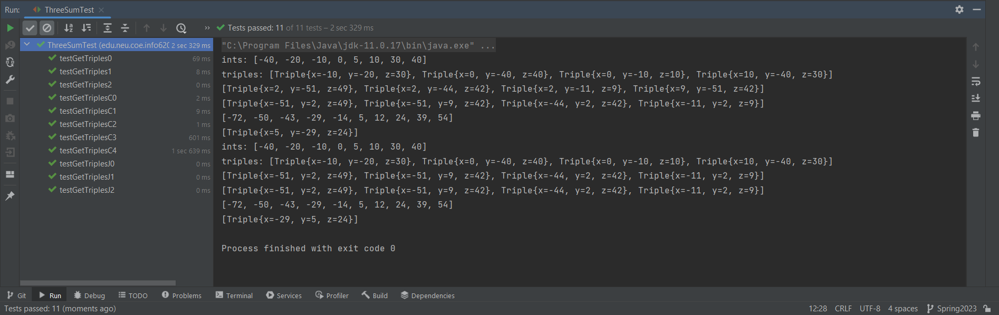 Run: ThreeSumTest
Tests passed: 11 of 11 tests – 2 sec 329 ms
ThreeSumTest (edu.neu.coe.info620 2 sec 329 ms
testGetTriples0 69 ms
testGetTriples1 8 ms
testGetTriples2 0 ms
testGetTriplesC0 2 ms
testGetTriplesC1 9 ms
testGetTriplesC2 1 ms
testGetTriplesC3 601 ms
testGetTriplesC4 1 sec 639 ms
testGetTriplesJ0 0 ms
testGetTriplesJ1 0 ms
testGetTriplesJ2 0 ms
"C:\Program Files\Java\jdk-11.0.17\bin\java.exe" ...
ints: [-40, -20, -10, 0, 5, 10, 30, 40]
triples: [Triple{x=-10, y=-20, z=30}, Triple{x=0, y=-40, z=40}, Triple{x=0, y=-10, z=10}, Triple{x=10, y=-40, z=30}]
[Triple{x=2, y=-51, z=49}, Triple{x=2, y=-44, z=42}, Triple{x=2, y=-11, z=9}, Triple{x=9, y=-51, z=42}]
[Triple{x=-51, y=2, z=49}, Triple{x=-51, y=9, z=42}, Triple{x=-44, y=2, z=42}, Triple{x=-11, y=2, z=9}]
[-72, -50, -43, -29, -14, 5, 12, 24, 39, 54]
[Triple{x=5, y=-29, z=24}]
ints: [-40, -20, -10, 0, 5, 10, 30, 40]
triples: [Triple{x=-10, y=-20, z=30}, Triple{x=0, y=-40, z=40}, Triple{x=0, y=-10, z=10}, Triple{x=10, y=-40, z=30}]
[Triple{x=-51, y=2, z=49}, Triple{x=-51, y=9, z=42}, Triple{x=-44, y=2, z=42}, Triple{x=-11, y=2, z=9}]
[Triple{x=-51, y=2, z=49}, Triple{x=-51, y=9, z=42}, Triple{x=-44, y=2, z=42}, Triple{x=-11, y=2, z=9}]
[-72, -50, -43, -29, -14, 5, 12, 24, 39, 54]
[Triple{x=-29, y=5, z=24}]
Process finished with exit code 0
Git Run Debug TODO Problems Terminal Services Profiler Build Dependencies
Tests passed: 11 (moments ago) 12:28 CRLF UTF-8 4 spaces Spring2023